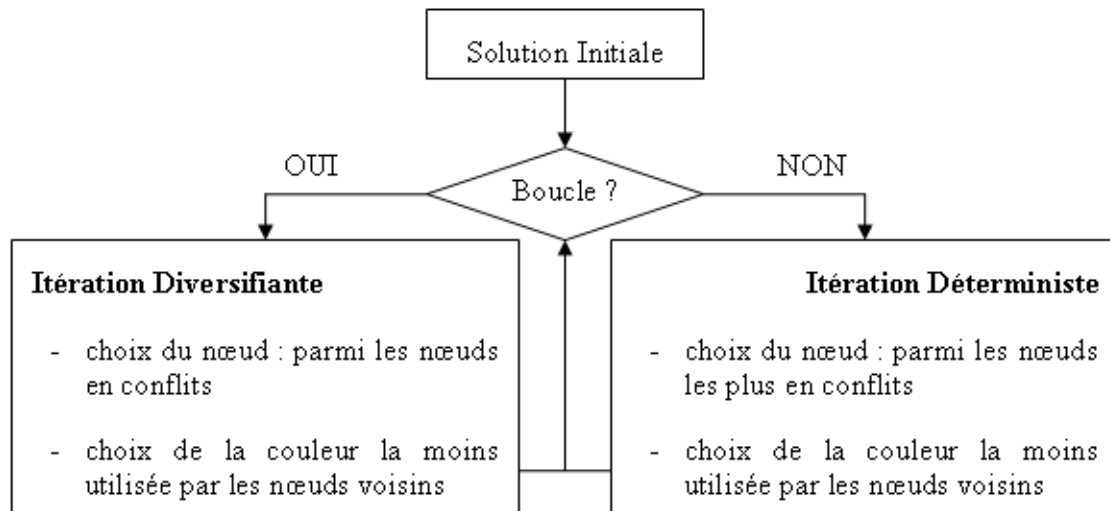 Solution Initiale
OUI
NON
Boucle ?
Itération Diversifiante
- choix du nœud : parmi les nœuds
en conflits
- choix de la couleur la moins
utilisée par les nœuds voisins
Itération Déterministe
- choix du nœud : parmi les nœuds
les plus en conflits
- choix de la couleur la moins
utilisée par les nœuds voisins